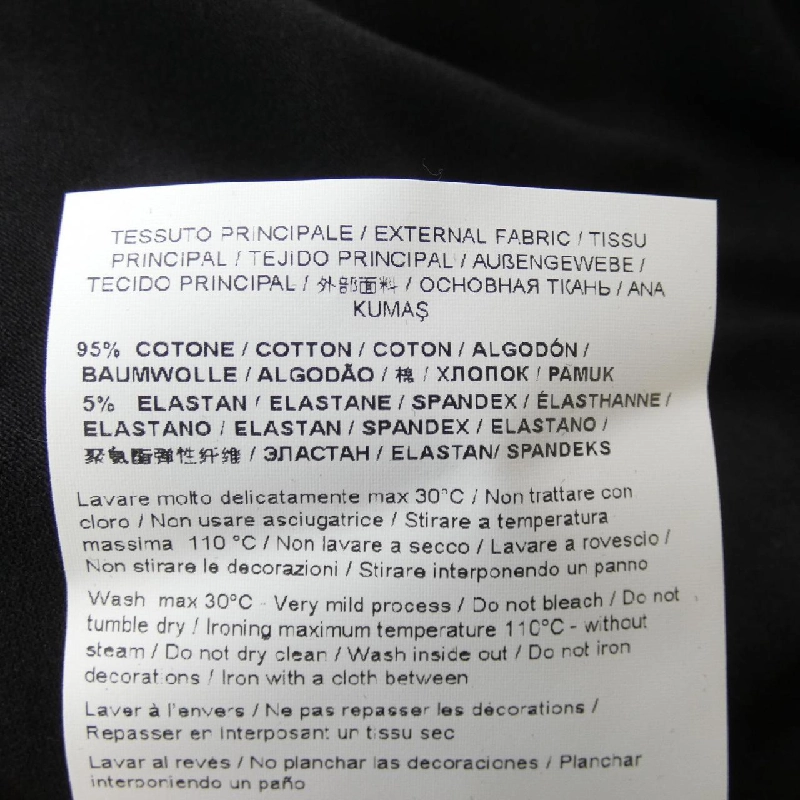 TESSUTO PRINCIPALE / EXTERNAL FABRIC / TISSU
PRINCIPAL / TEJIDO PRINCIPAL / AUßENGEWEBE /
TECIDO PRINCIPAL / 外部面料 / ОСНОВНАЯ ТКАНЬ / ANA
KUMAŞ
95% COTONE / COTTON / COTON / ALGODÓN /
BAUMWOLLE / ALGODÃO / 棉 / ХЛОПОК / PAMUK
5% ELASTAN / ELASTANE / SPANDEX / ÉLASTHANNE /
ELASTANO / ELASTAN / SPANDEX / ELASTANO /
聚氨酯弹性纤维 / ЭЛАСТАН / ELASTAN/ SPANDEKS
Lavare molto delicatamente max 30°C / Non trattare con
cloro / Non usare asciugatrice / Stirare a temperatura
massima 110 °C / Non lavare a secco / Lavare a rovescio /
Non stirare le decorazioni / Stirare interponendo un panno
Wash max 30°C - Very mild process / Do not bleach / Do not
tumble dry / Ironing maximum temperature 110°C - without
steam / Do not dry clean / Wash inside out / Do not iron
decorations / Iron with a cloth between
Laver à l'envers / Ne pas repasser les décorations /
Repasser en interposant un tissu sec
Lavar al revés / No planchar las decoraciones / Planchar
interponiendo un paño